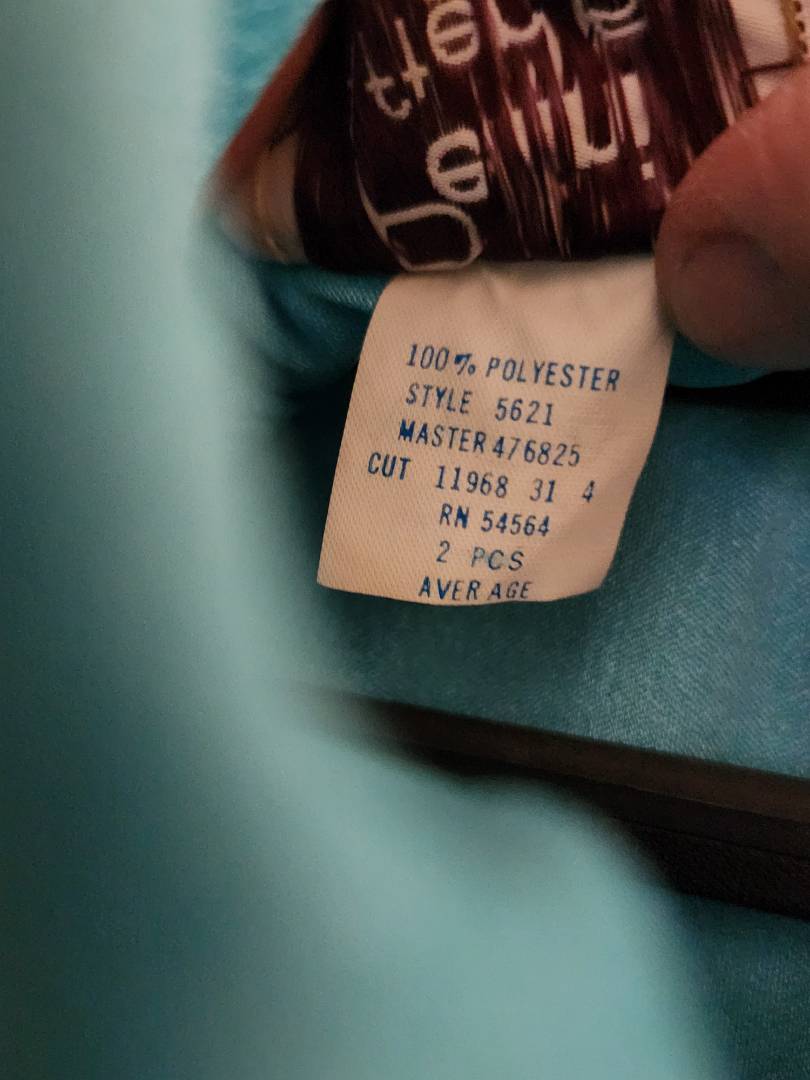 100% POLYESTER
STYLE 5621
MASTER 476825
CUT 11968 31 4
RN 54564
2 PCS
AVERAGE